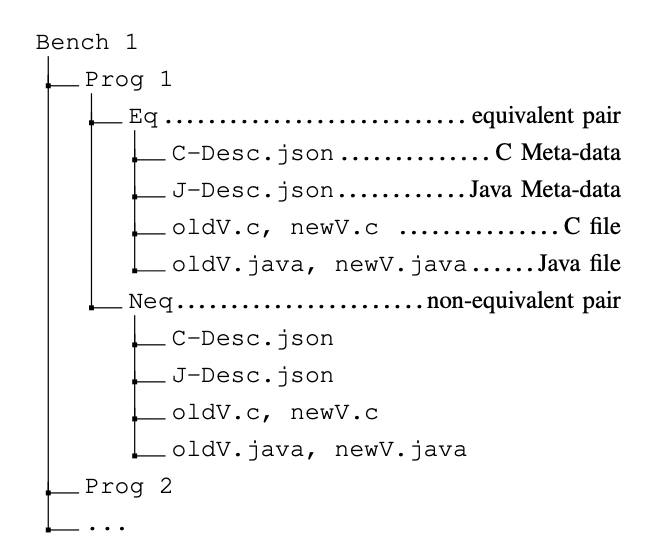 Bench 1
Prog 1
Eq ............................ equivalent pair
C-Desc.json .............. C Meta-data
J-Desc.json ............ Java Meta-data
oldV.c, newV.c ............... C file
oldV.java, newV.java ...... Java file
Neq ....................... non-equivalent pair
C-Desc.json
J-Desc.json
oldV.c, newV.c
oldV.java, newV.java
Prog 2
...